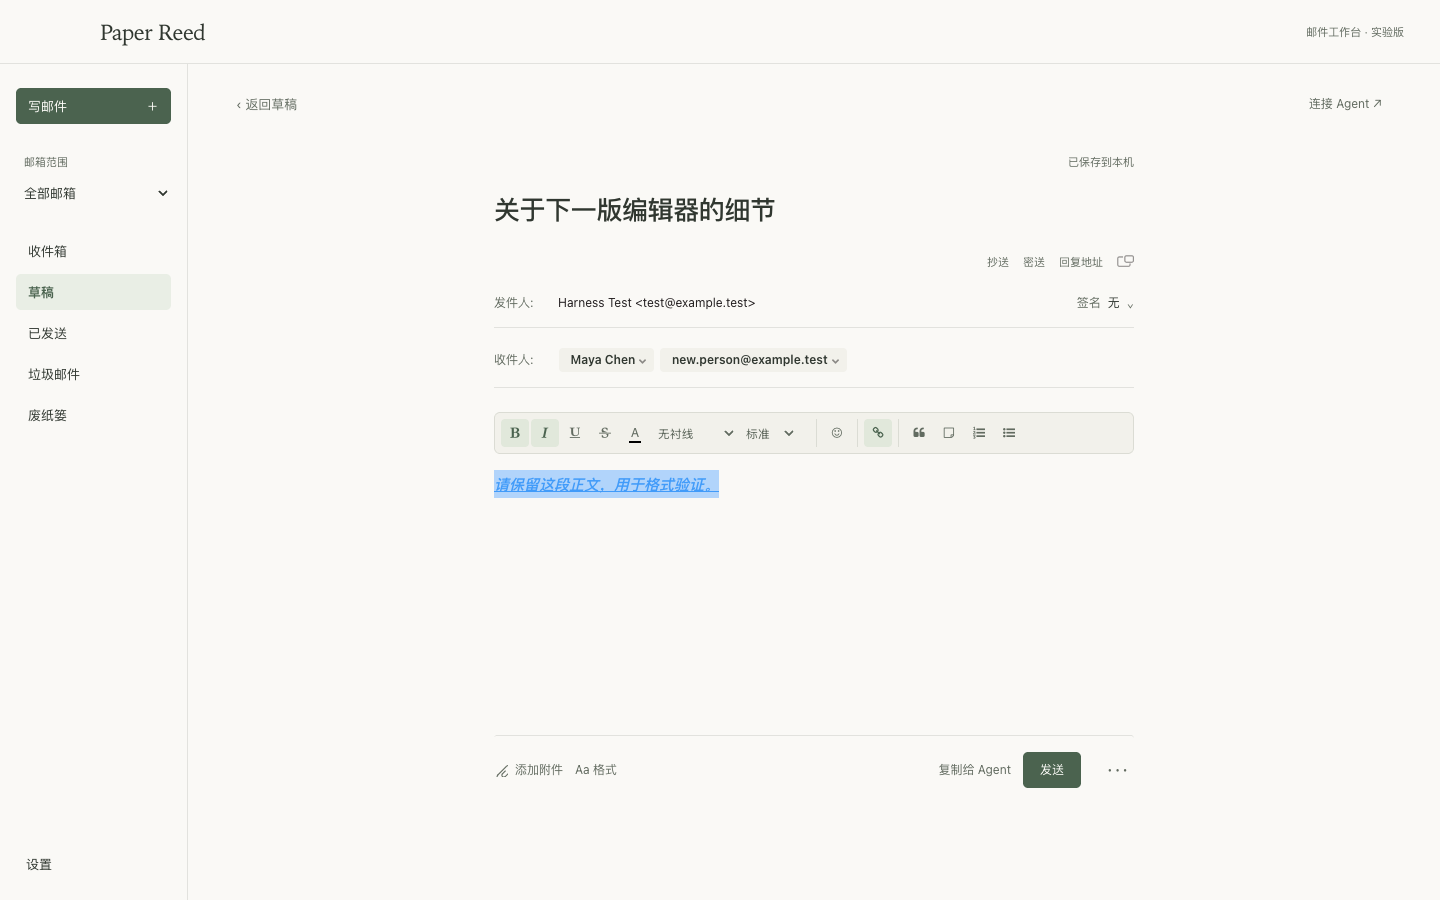 Paper Reed
邮件工作台 · 实验版
写邮件 +
‹ 返回草稿
连接 Agent ↗
邮箱范围
全部邮箱
收件箱
草稿
已发送
垃圾邮件
废纸篓
设置
已保存到本机
关于下一版编辑器的细节
抄送 密送 回复地址
发件人: Harness Test <test@example.test> 签名 无
收件人: Maya Chen new.person@example.test
B I U S A 无衬线 标准
请保留这段正文，用于格式验证。
添加附件 Aa 格式 复制给 Agent 发送 ···